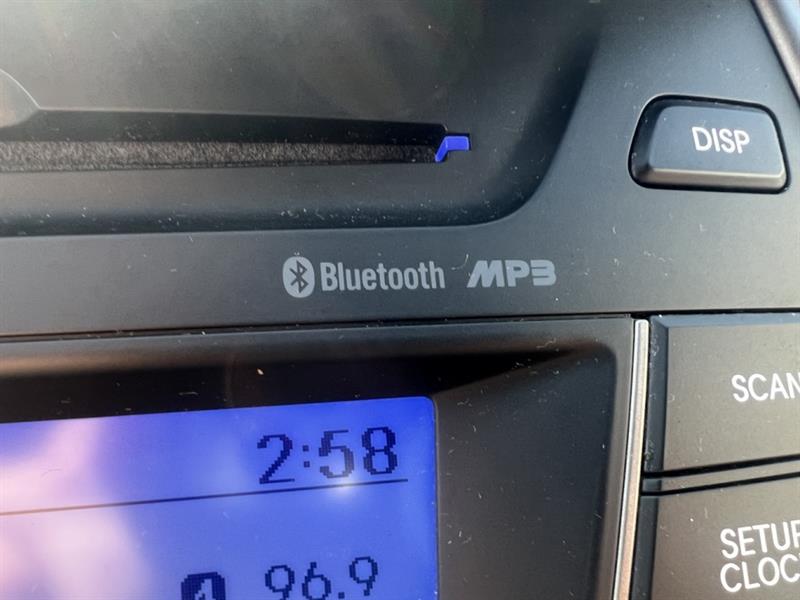 DISP
Bluetooth MP3
SCAN
2:58
SETUP
CLOCK
96.9